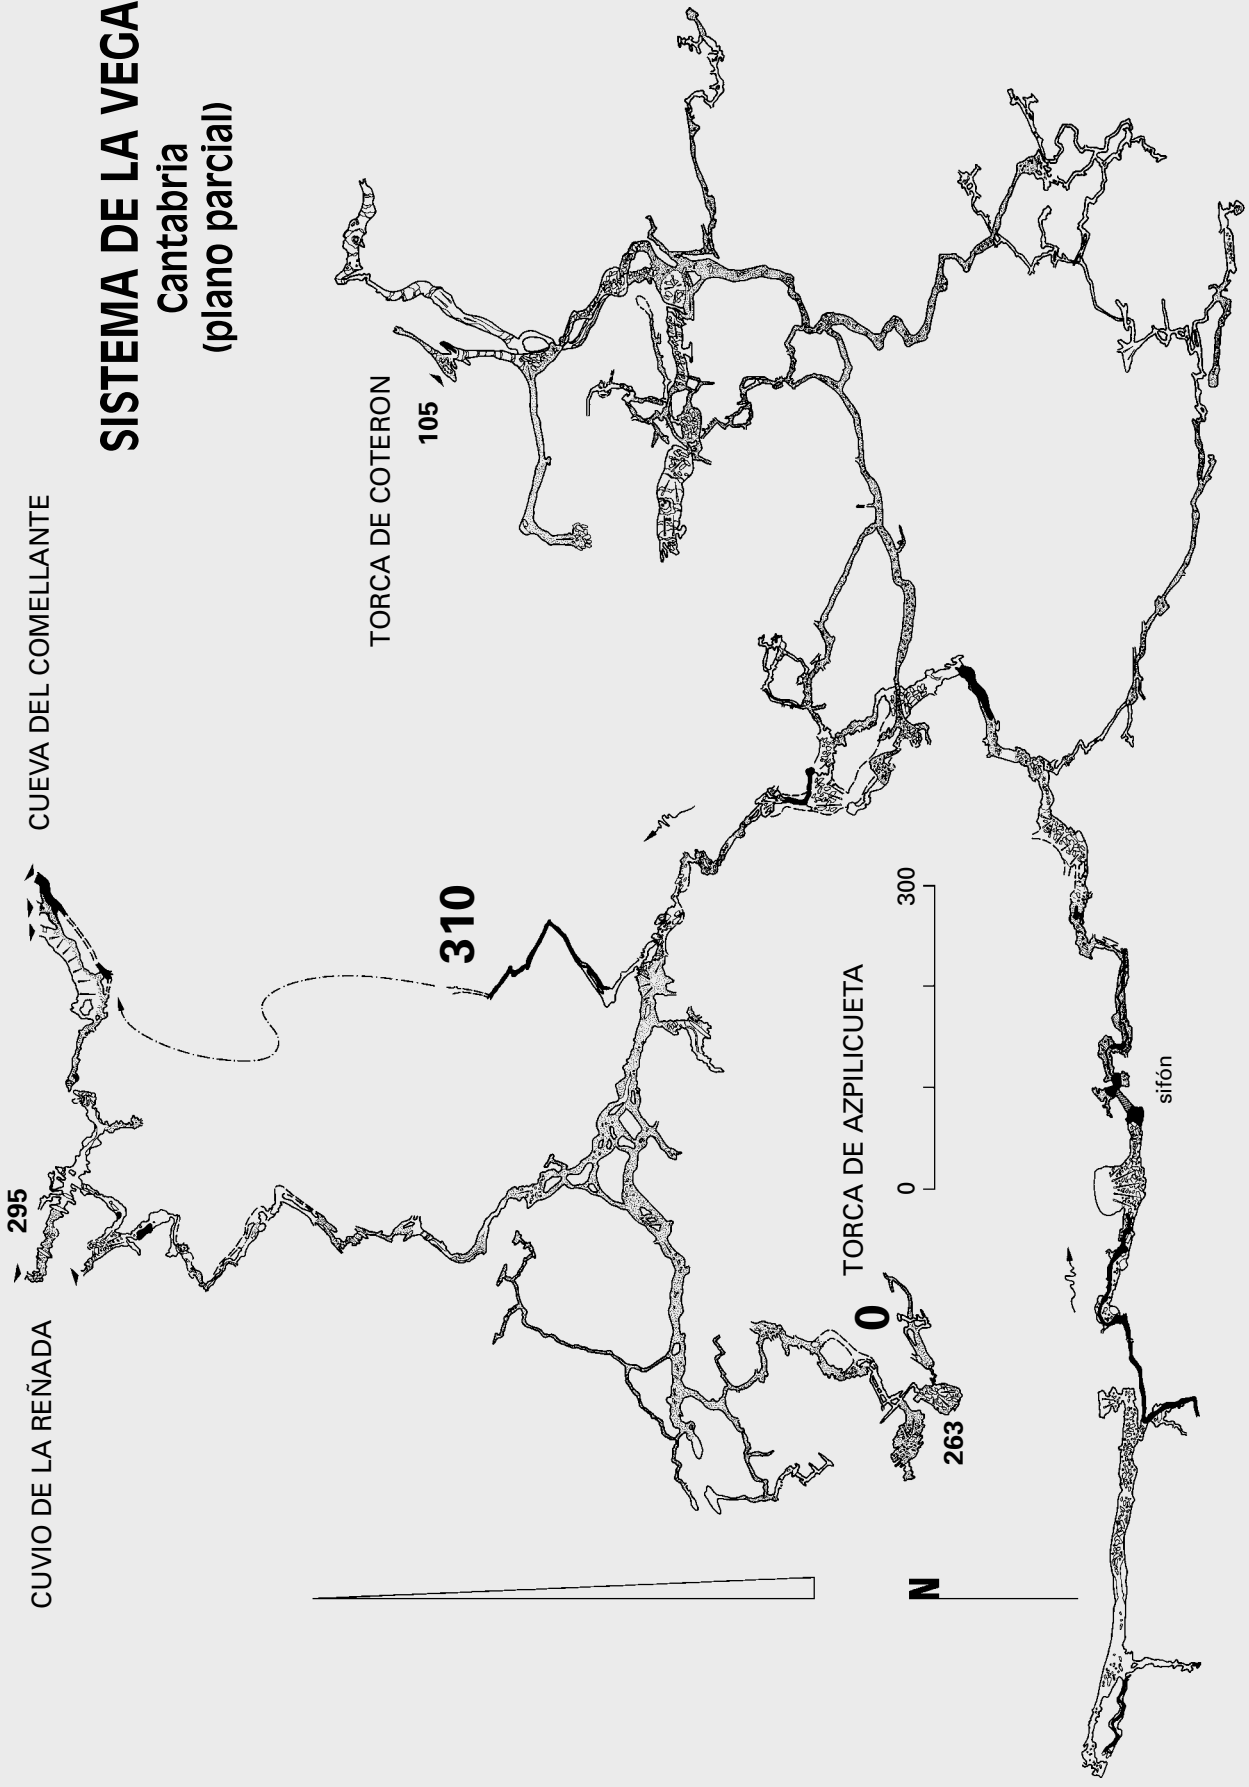 SISTEMA DE LA VEGA
Cantabria
(plano parcial)
CUVIO DE LA REÑADA
295
CUEVA DEL COMELLANTE
TORCA DE COTERON
105
310
TORCA DE AZPILICUETA
0
263
0
300
sifón
N